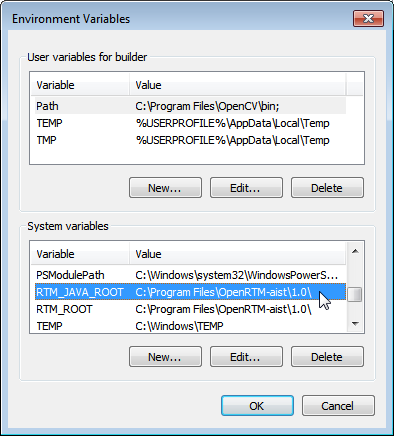 Environment Variables
User variables for builder
Variable Value
Path C:\Program Files\OpenCV\bin;
TEMP %USERPROFILE%\AppData\Local\Temp
TMP %USERPROFILE%\AppData\Local\Temp
New... Edit... Delete
System variables
Variable Value
PSModulePath C:\Windows\system32\WindowsPowerS...
RTM_JAVA_ROOT C:\Program Files\OpenRTM-aist\1.0\
RTM_ROOT C:\Program Files\OpenRTM-aist\1.0\
TEMP C:\Windows\TEMP
New... Edit... Delete
OK Cancel